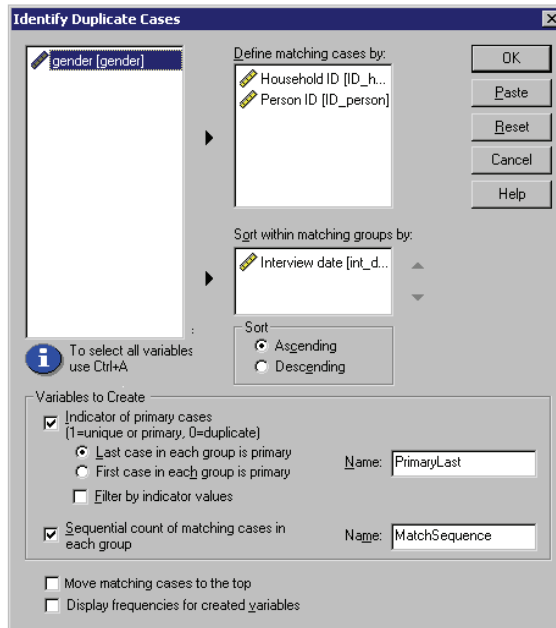 Identify Duplicate Cases
gender [gender]
Define matching cases by:
Household ID [ID_h...
Person ID [ID_person]
Sort within matching groups by:
Interview date [int_d...
OK
Paste
Reset
Cancel
Help
i
To select all variables
use Ctrl+A
Sort
Ascending
Descending
Variables to Create
Indicator of primary cases
(1=unique or primary, 0=duplicate)
Last case in each group is primary
First case in each group is primary
Filter by indicator values
Name: PrimaryLast
Sequential count of matching cases in
each group
Name: MatchSequence
Move matching cases to the top
Display frequencies for created variables